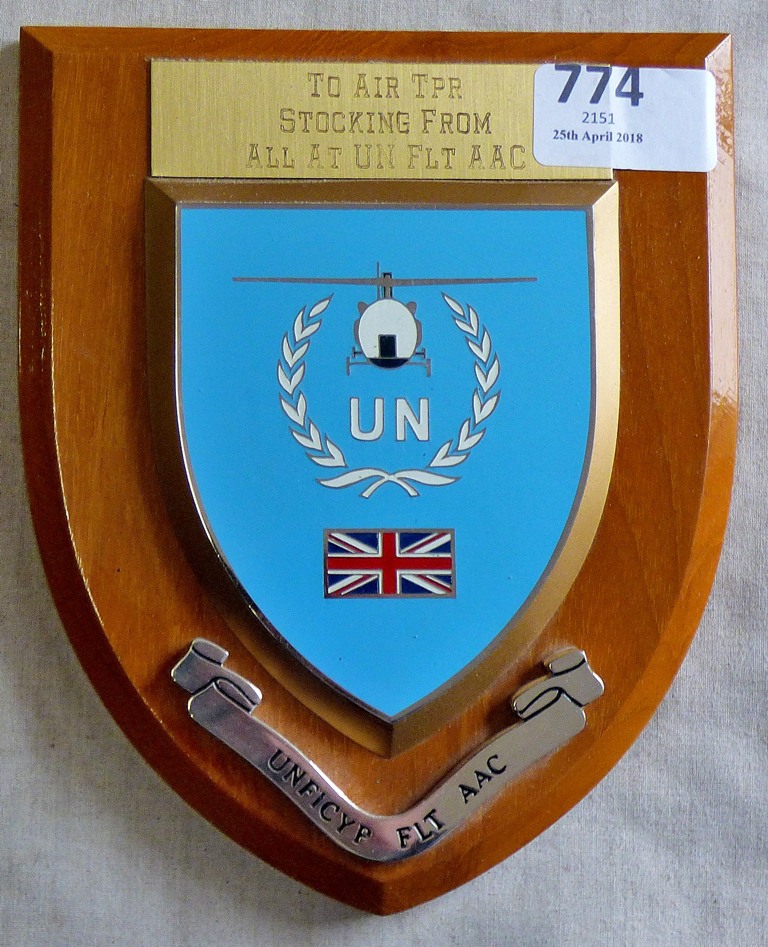 To Air Tpr
Stocking From
All At UN Flt AAC
774
2151
25th April 2018
UN
UNFICYP FLT AAC